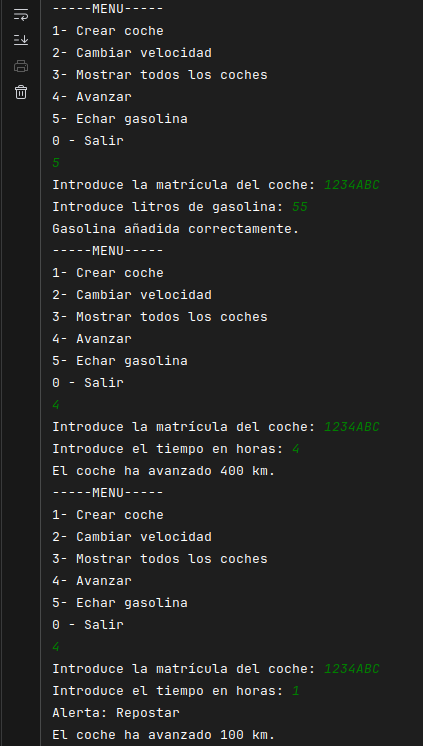 -----MENU-----
1- Crear coche
2- Cambiar velocidad
3- Mostrar todos los coches
4- Avanzar
5- Echar gasolina
0 - Salir
5
Introduce la matrícula del coche: 1234ABC
Introduce litros de gasolina: 55
Gasolina añadida correctamente.
-----MENU-----
1- Crear coche
2- Cambiar velocidad
3- Mostrar todos los coches
4- Avanzar
5- Echar gasolina
0 - Salir
4
Introduce la matrícula del coche: 1234ABC
Introduce el tiempo en horas: 4
El coche ha avanzado 400 km.
-----MENU-----
1- Crear coche
2- Cambiar velocidad
3- Mostrar todos los coches
4- Avanzar
5- Echar gasolina
0 - Salir
4
Introduce la matrícula del coche: 1234ABC
Introduce el tiempo en horas: 1
Alerta: Repostar
El coche ha avanzado 100 km.